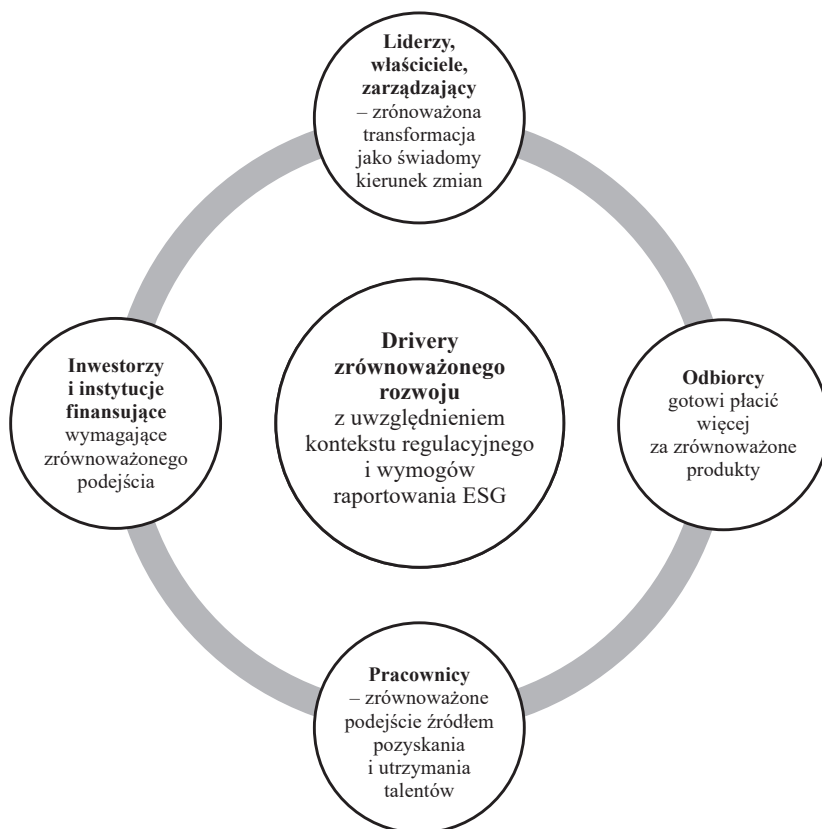 Liderzy,
właściciele,
zarządzający
– zrónoważona
transformacja
jako świadomy
kierunek zmian
Inwestorzy
i instytucje
finansujące
wymagające
zrównoważonego
podejścia
Drivery
zrównoważonego
rozwoju
z uwzględnieniem
kontekstu regulacyjnego
i wymogów
raportowania ESG
Odbiorcy
gotowi płacić
więcej
za zrównoważone
produkty
Pracownicy
– zrównoważone
podejście źródłem
pozyskania
i utrzymania
talentów